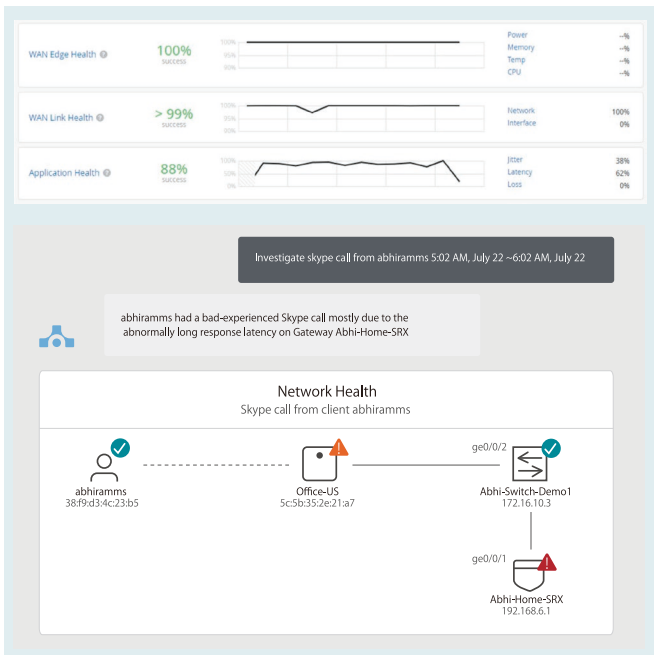 WAN Edge Health
100%
success
100%
95%
90%
Power --%
Memory --%
Temp --%
CPU --%
WAN Link Health
> 99%
success
100%
95%
90%
Network 100%
Interface 0%
Application Health
88%
success
100%
50%
0%
Jitter 38%
Latency 62%
Loss 0%
Investigate skype call from abhiramms 5:02 AM, July 22 ~6:02 AM, July 22
abhiramms had a bad-experienced Skype call mostly due to the
abnormally long response latency on Gateway Abhi-Home-SRX
Network Health
Skype call from client abhiramms
ge0/0/2
abhiramms
38:f9:d3:4c:23:b5
Office-US
5c:5b:35:2e:21:a7
Abhi-Switch-Demo1
172.16.10.3
ge0/0/1
Abhi-Home-SRX
192.168.6.1